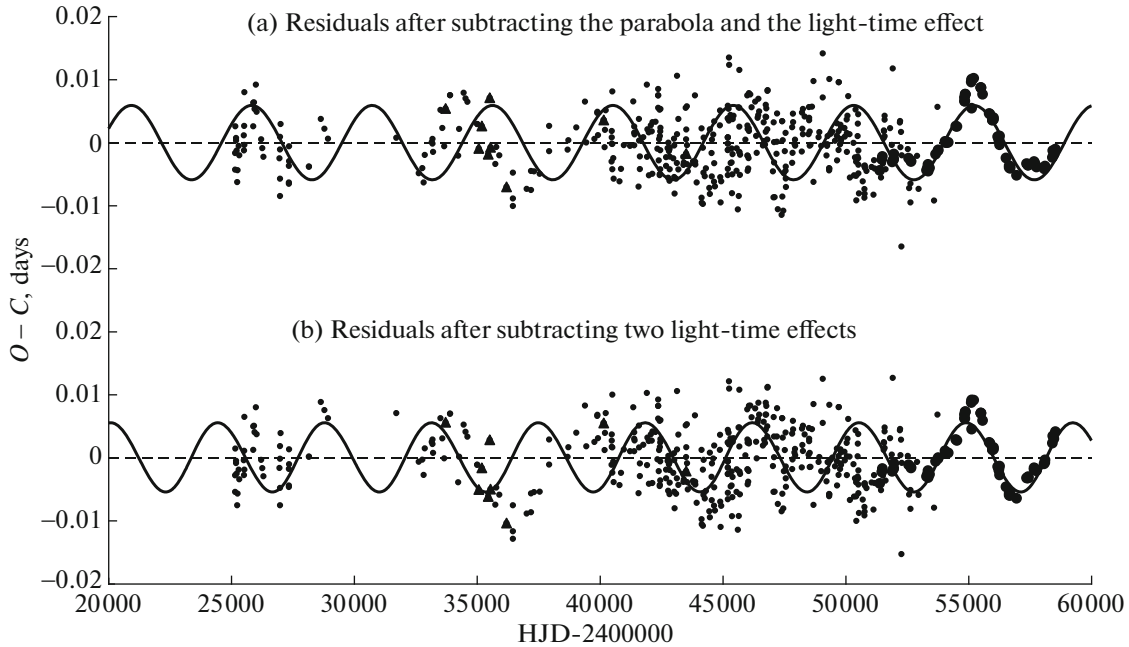 0.02
(a) Residuals after subtracting the parabola and the light-time effect
0.01
0
–0.01
–0.02
O – C, days
0.02
(b) Residuals after subtracting two light-time effects
0.01
0
–0.01
–0.02
20000 25000 30000 35000 40000 45000 50000 55000 60000
HJD-2400000